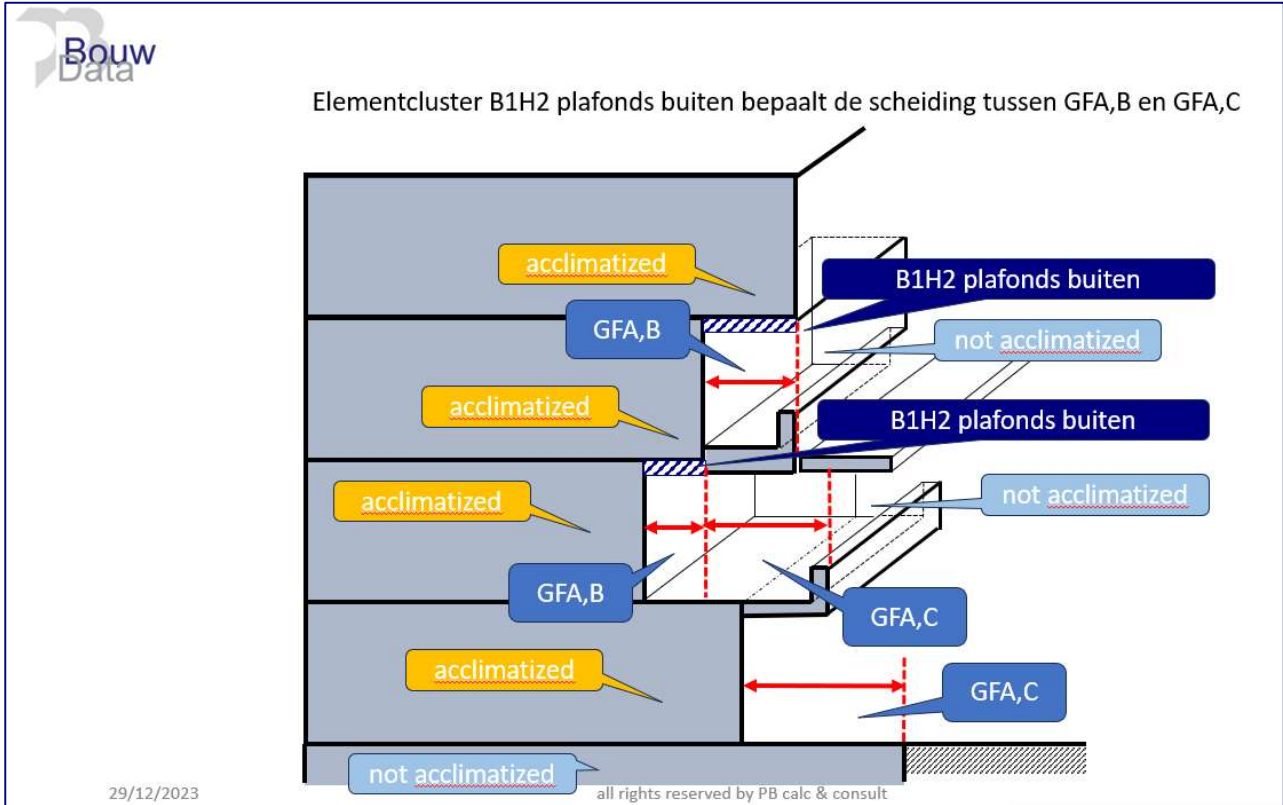 Bouw
Data
Elementcluster B1H2 plafonds buiten bepaalt de scheiding tussen GFA,B en GFA,C
acclimatized
B1H2 plafonds buiten
GFA,B
not acclimatized
acclimatized
B1H2 plafonds buiten
acclimatized
not acclimatized
GFA,B
GFA,C
acclimatized
GFA,C
not acclimatized
29/12/2023
all rights reserved by PB calc & consult